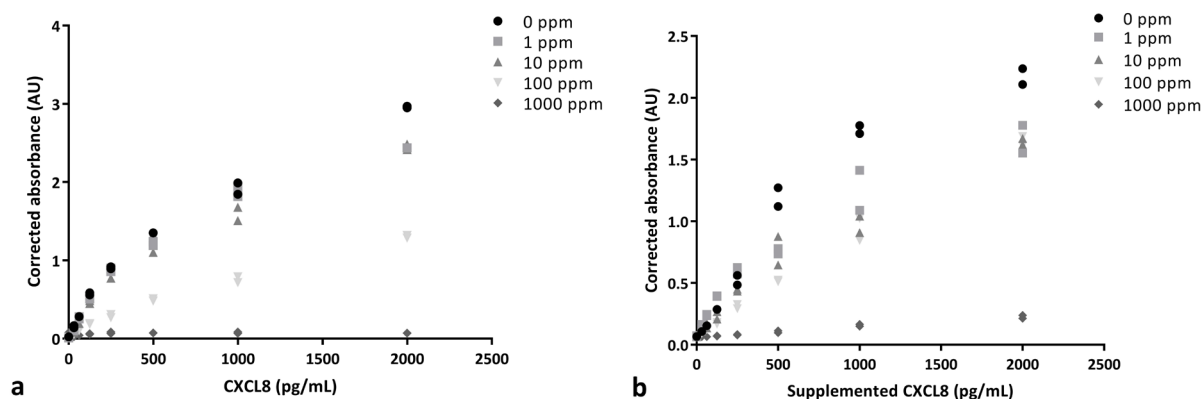 4
3
2
1
0
0 500 1000 1500 2000 2500
Corrected absorbance (AU)
CXCL8 (pg/mL)
0 ppm
1 ppm
10 ppm
100 ppm
1000 ppm
a
2.5
2.0
1.5
1.0
0.5
0.0
0 500 1000 1500 2000 2500
Corrected absorbance (AU)
Supplemented CXCL8 (pg/mL)
0 ppm
1 ppm
10 ppm
100 ppm
1000 ppm
b